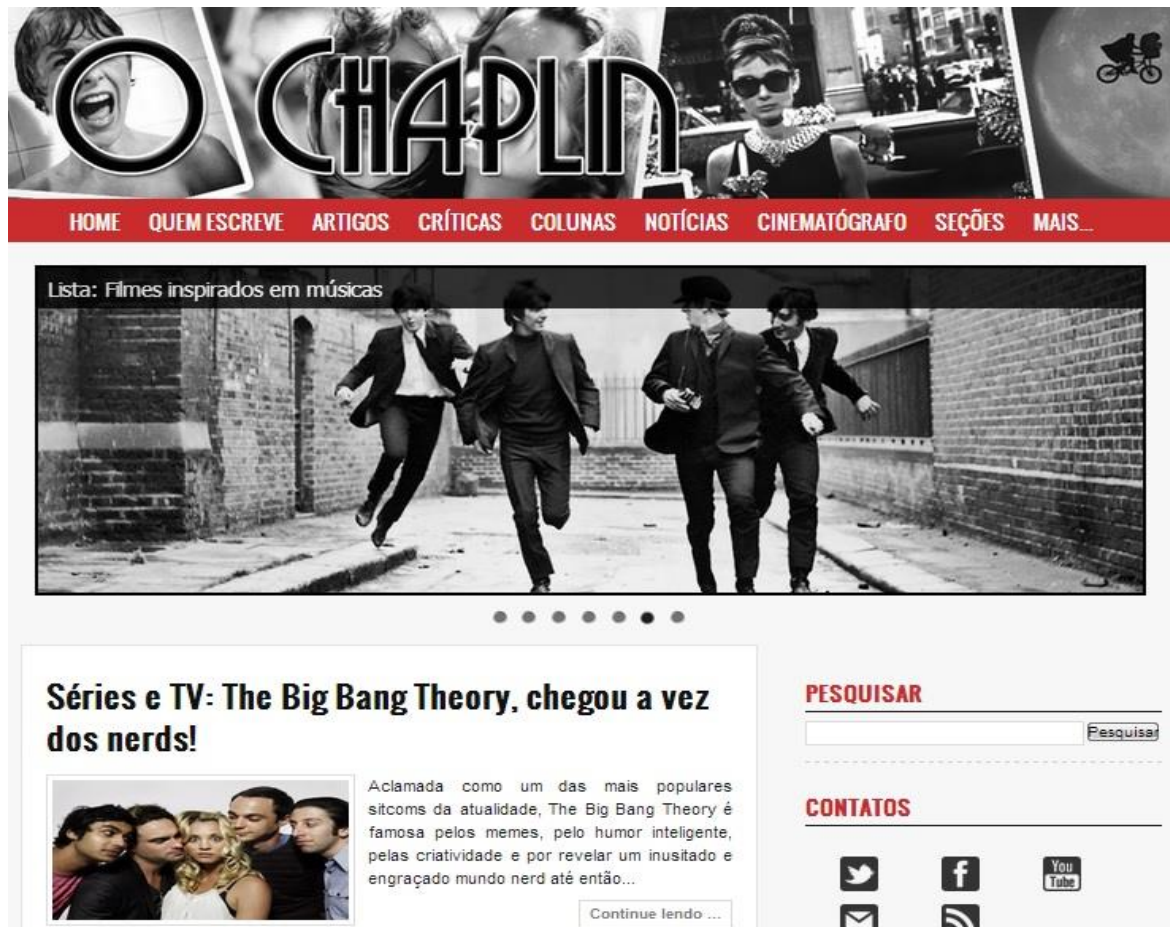 O CHAPLIN
HOME QUEM ESCREVE ARTIGOS CRÍTICAS COLUNAS NOTÍCIAS CINEMATÓGRAFO SEÇÕES MAIS...
Lista: Filmes inspirados em músicas
Séries e TV: The Big Bang Theory, chegou a vez
dos nerds!
Aclamada como um das mais populares
sitcoms da atualidade, The Big Bang Theory é
famosa pelos memes, pelo humor inteligente,
pelas criatividade e por revelar um inusitado e
engraçado mundo nerd até então...
Continue lendo ...
PESQUISAR
Pesquisar
CONTATOS
You
Tube